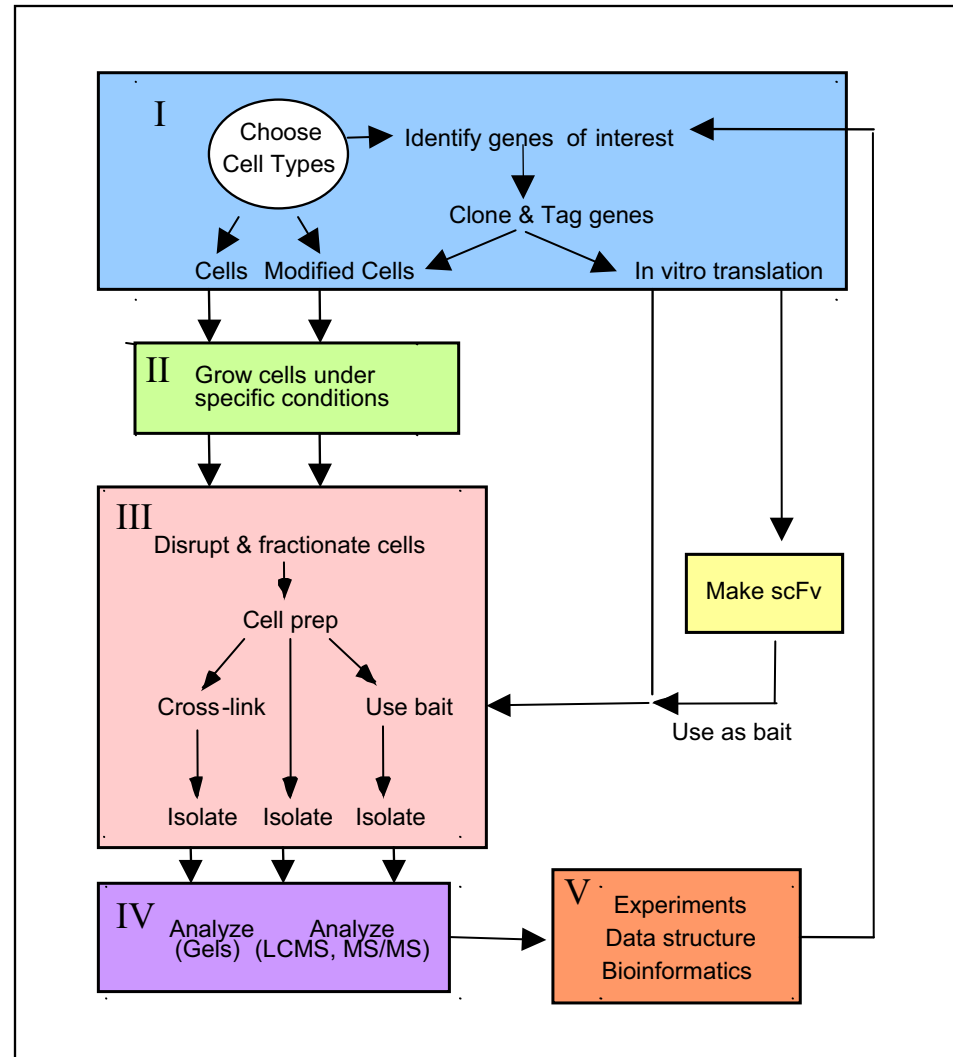 I
Choose
Cell Types
Identify genes of interest
Clone & Tag genes
Cells
Modified Cells
In vitro translation
II
Grow cells under
specific conditions
III
Disrupt & fractionate cells
Cell prep
Cross-link
Use bait
Isolate
Isolate
Isolate
Make scFv
Use as bait
IV
Analyze
(Gels)
Analyze
(LCMS, MS/MS)
V
Experiments
Data structure
Bioinformatics